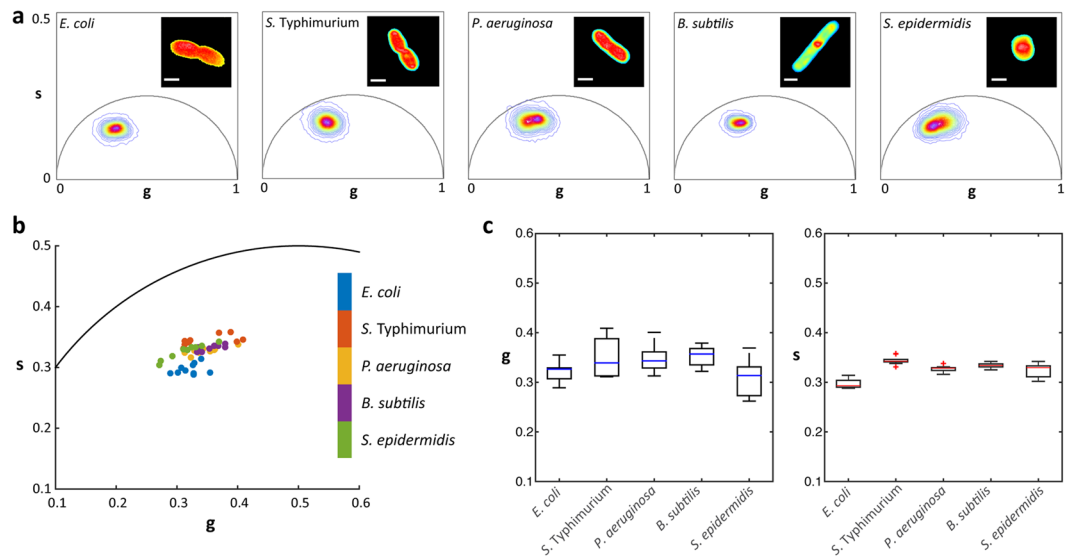 a
E. coli
S. Typhimurium
P. aeruginosa
B. subtilis
S. epidermidis
0.5
s
0
0 1 0 1 0 1 0 1 0 1
g g g g g
b
0.5
0.4
s 0.3
0.2
0.1
0.1 0.2 0.3 0.4 0.5 0.6
g
E. coli
S. Typhimurium
P. aeruginosa
B. subtilis
S. epidermidis
c
0.6
0.5
0.4
g
0.3
0.2
0.1
E. coli
S. Typhimurium
P. aeruginosa
B. subtilis
S. epidermidis
0.6
0.5
0.4
s
0.3
0.2
0.1
E. coli
S. Typhimurium
P. aeruginosa
B. subtilis
S. epidermidis